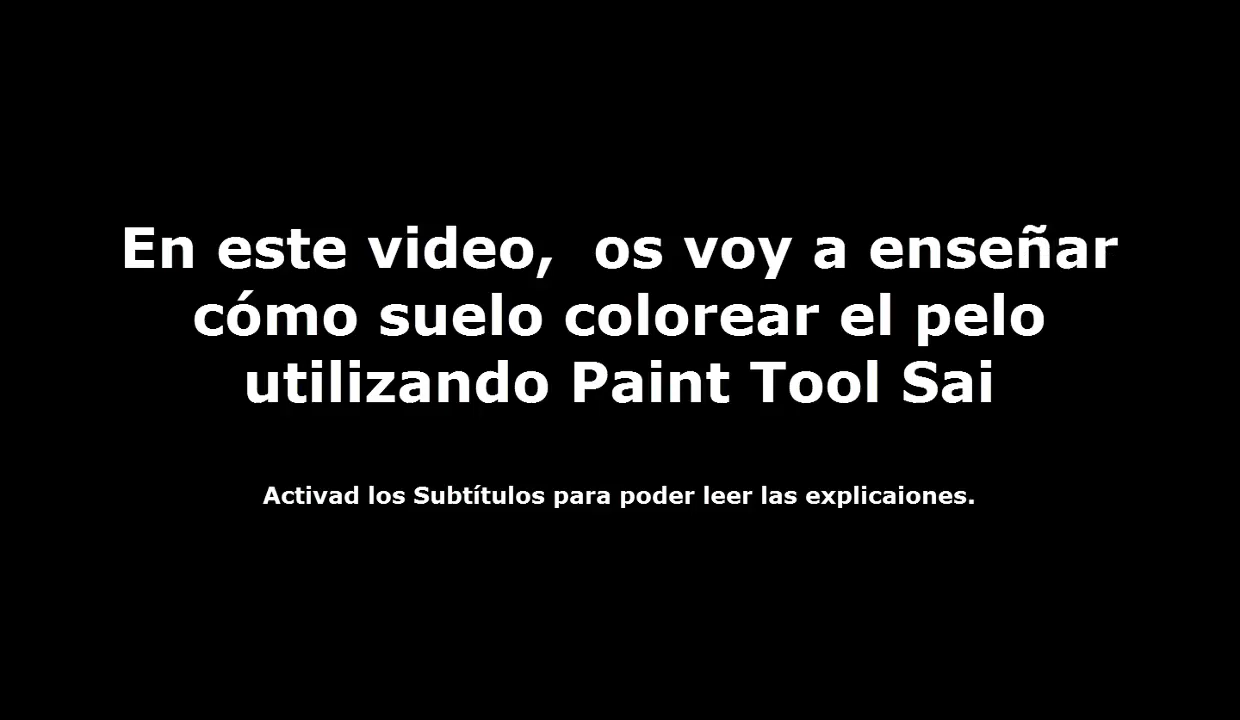 En este video,  os voy a enseñar
cómo suelo colorear el pelo
utilizando Paint Tool Sai
Activad los Subtítulos para poder leer las explicaiones.